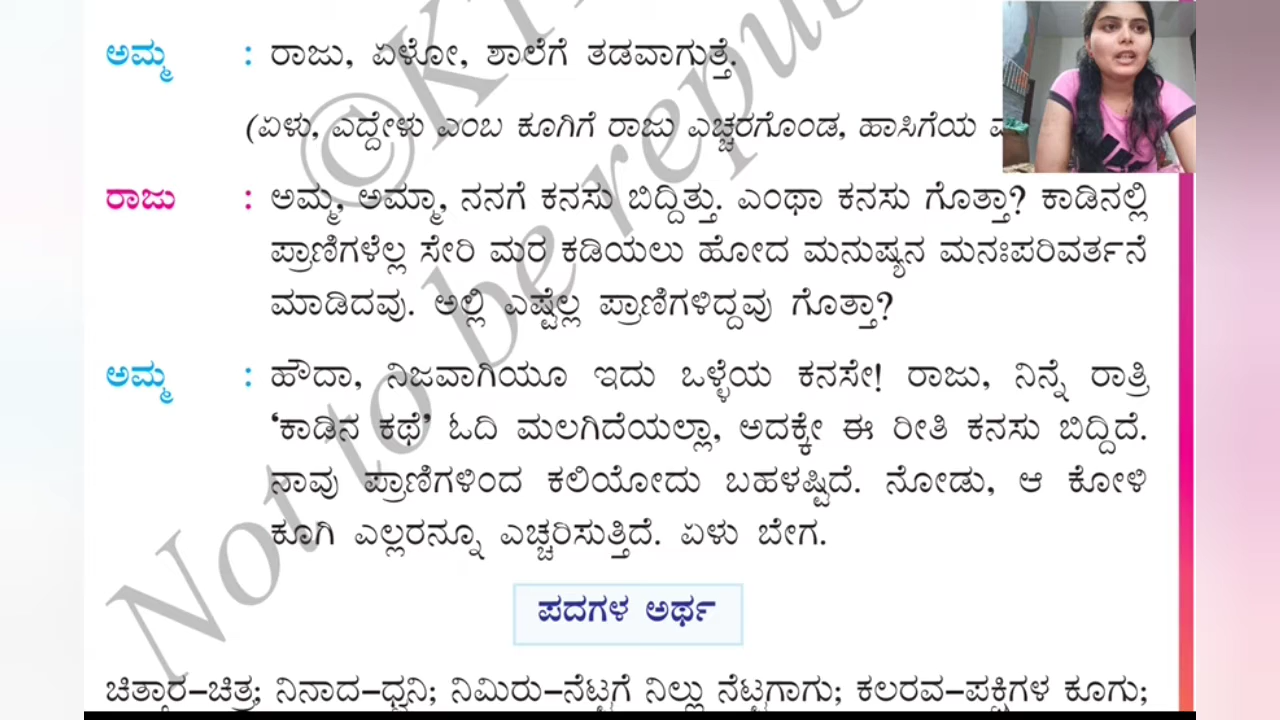 ಅಮ್ಮ : ರಾಜು, ಏಳೋ, ಶಾಲೆಗೆ ತಡವಾಗುತ್ತೆ.
(ಏಳು, ಎದ್ದೇಳು ಎಂಬ ಕೂಗಿಗೆ ರಾಜು ಎಚ್ಚರಗೊಂಡ, ಹಾಸಿಗೆಯ
ರಾಜು : ಅಮ್ಮ, ಅಮ್ಮಾ, ನನಗೆ ಕನಸು ಬಿದ್ದಿತ್ತು. ಎಂಥಾ ಕನಸು ಗೊತ್ತಾ? ಕಾಡಿನಲ್ಲಿ
ಪ್ರಾಣಿಗಳೆಲ್ಲ ಸೇರಿ ಮರ ಕಡಿಯಲು ಹೋದ ಮನುಷ್ಯನ ಮನಃಪರಿವರ್ತನೆ
ಮಾಡಿದವು. ಅಲ್ಲಿ ಎಷ್ಟೆಲ್ಲ ಪ್ರಾಣಿಗಳಿದ್ದವು ಗೊತ್ತಾ?
ಅಮ್ಮ : ಹೌದಾ, ನಿಜವಾಗಿಯೂ ಇದು ಒಳ್ಳೆಯ ಕನಸೇ! ರಾಜು, ನಿನ್ನೆ ರಾತ್ರಿ
‘ಕಾಡಿನ ಕಥೆ’ ಓದಿ ಮಲಗಿದೆಯಲ್ಲಾ, ಅದಕ್ಕೇ ಈ ರೀತಿ ಕನಸು ಬಿದ್ದಿದೆ.
ನಾವು ಪ್ರಾಣಿಗಳಿಂದ ಕಲಿಯೋದು ಬಹಳಷ್ಟಿದೆ. ನೋಡು, ಆ ಕೋಳಿ
ಕೂಗಿ ಎಲ್ಲರನ್ನೂ ಎಚ್ಚರಿಸುತ್ತಿದೆ. ಏಳು ಬೇಗ.
ಪದಗಳ ಅರ್ಥ
ಚಿತ್ತಾರ–ಚಿತ್ರ; ನಿನಾದ–ಧ್ವನಿ; ನಿಮಿರು–ನೆಟ್ಟಗೆ ನಿಲ್ಲು ನೆಟ್ಟಗಾಗು; ಕಲರವ–ಪಕ್ಷಿಗಳ ಕೂಗು;
Not to be